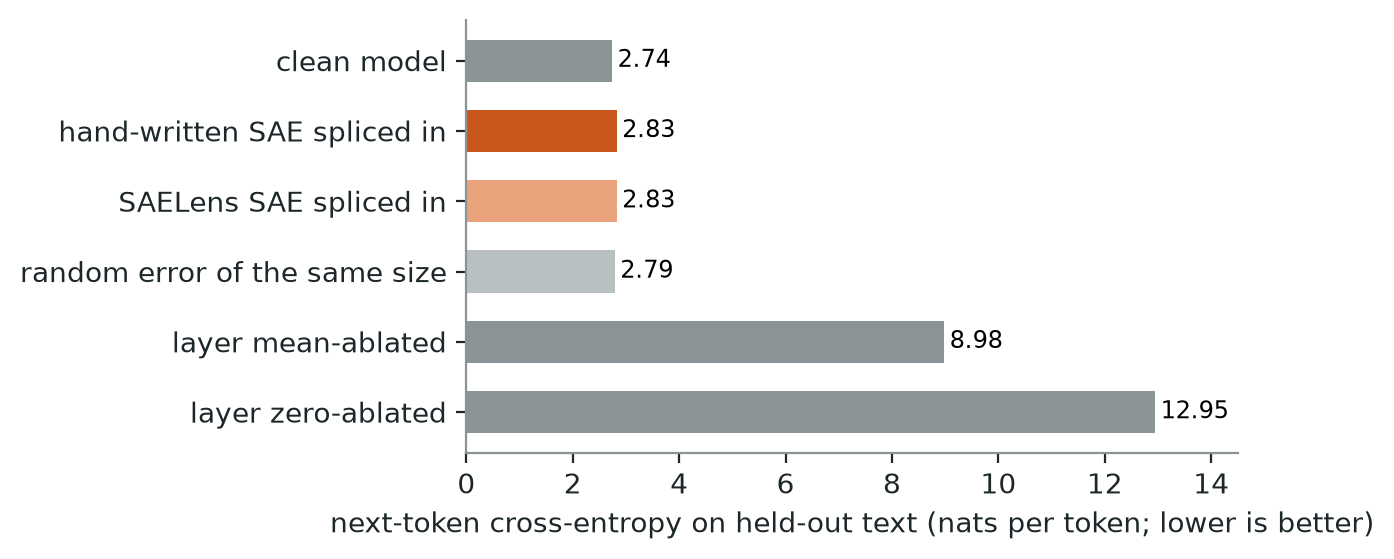 clean model 2.74
hand-written SAE spliced in 2.83
SAELens SAE spliced in 2.83
random error of the same size 2.79
layer mean-ablated 8.98
layer zero-ablated 12.95
0 2 4 6 8 10 12 14
next-token cross-entropy on held-out text (nats per token; lower is better)